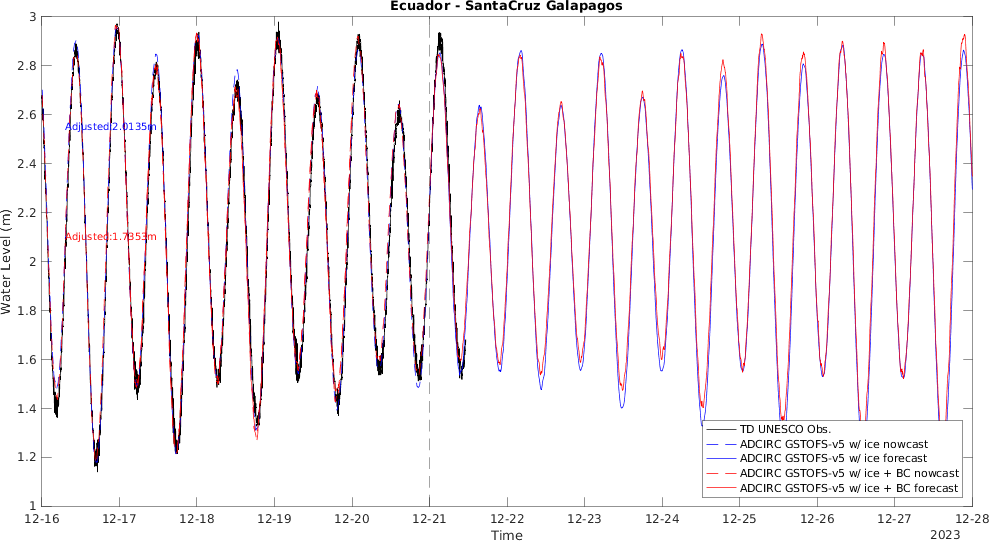 Ecuador - SantaCruz Galapagos
Water Level (m)
3
2.8
2.6
2.4
2.2
2
1.8
1.6
1.4
1.2
1
Adjusted:2.0135m
Adjusted:1.7353m
TD UNESCO Obs.
ADCIRC GSTOFS-v5 w/ ice nowcast
ADCIRC GSTOFS-v5 w/ ice forecast
ADCIRC GSTOFS-v5 w/ ice + BC nowcast
ADCIRC GSTOFS-v5 w/ ice + BC forecast
12-16 12-17 12-18 12-19 12-20 12-21 12-22 12-23 12-24 12-25 12-26 12-27 12-28
Time
2023